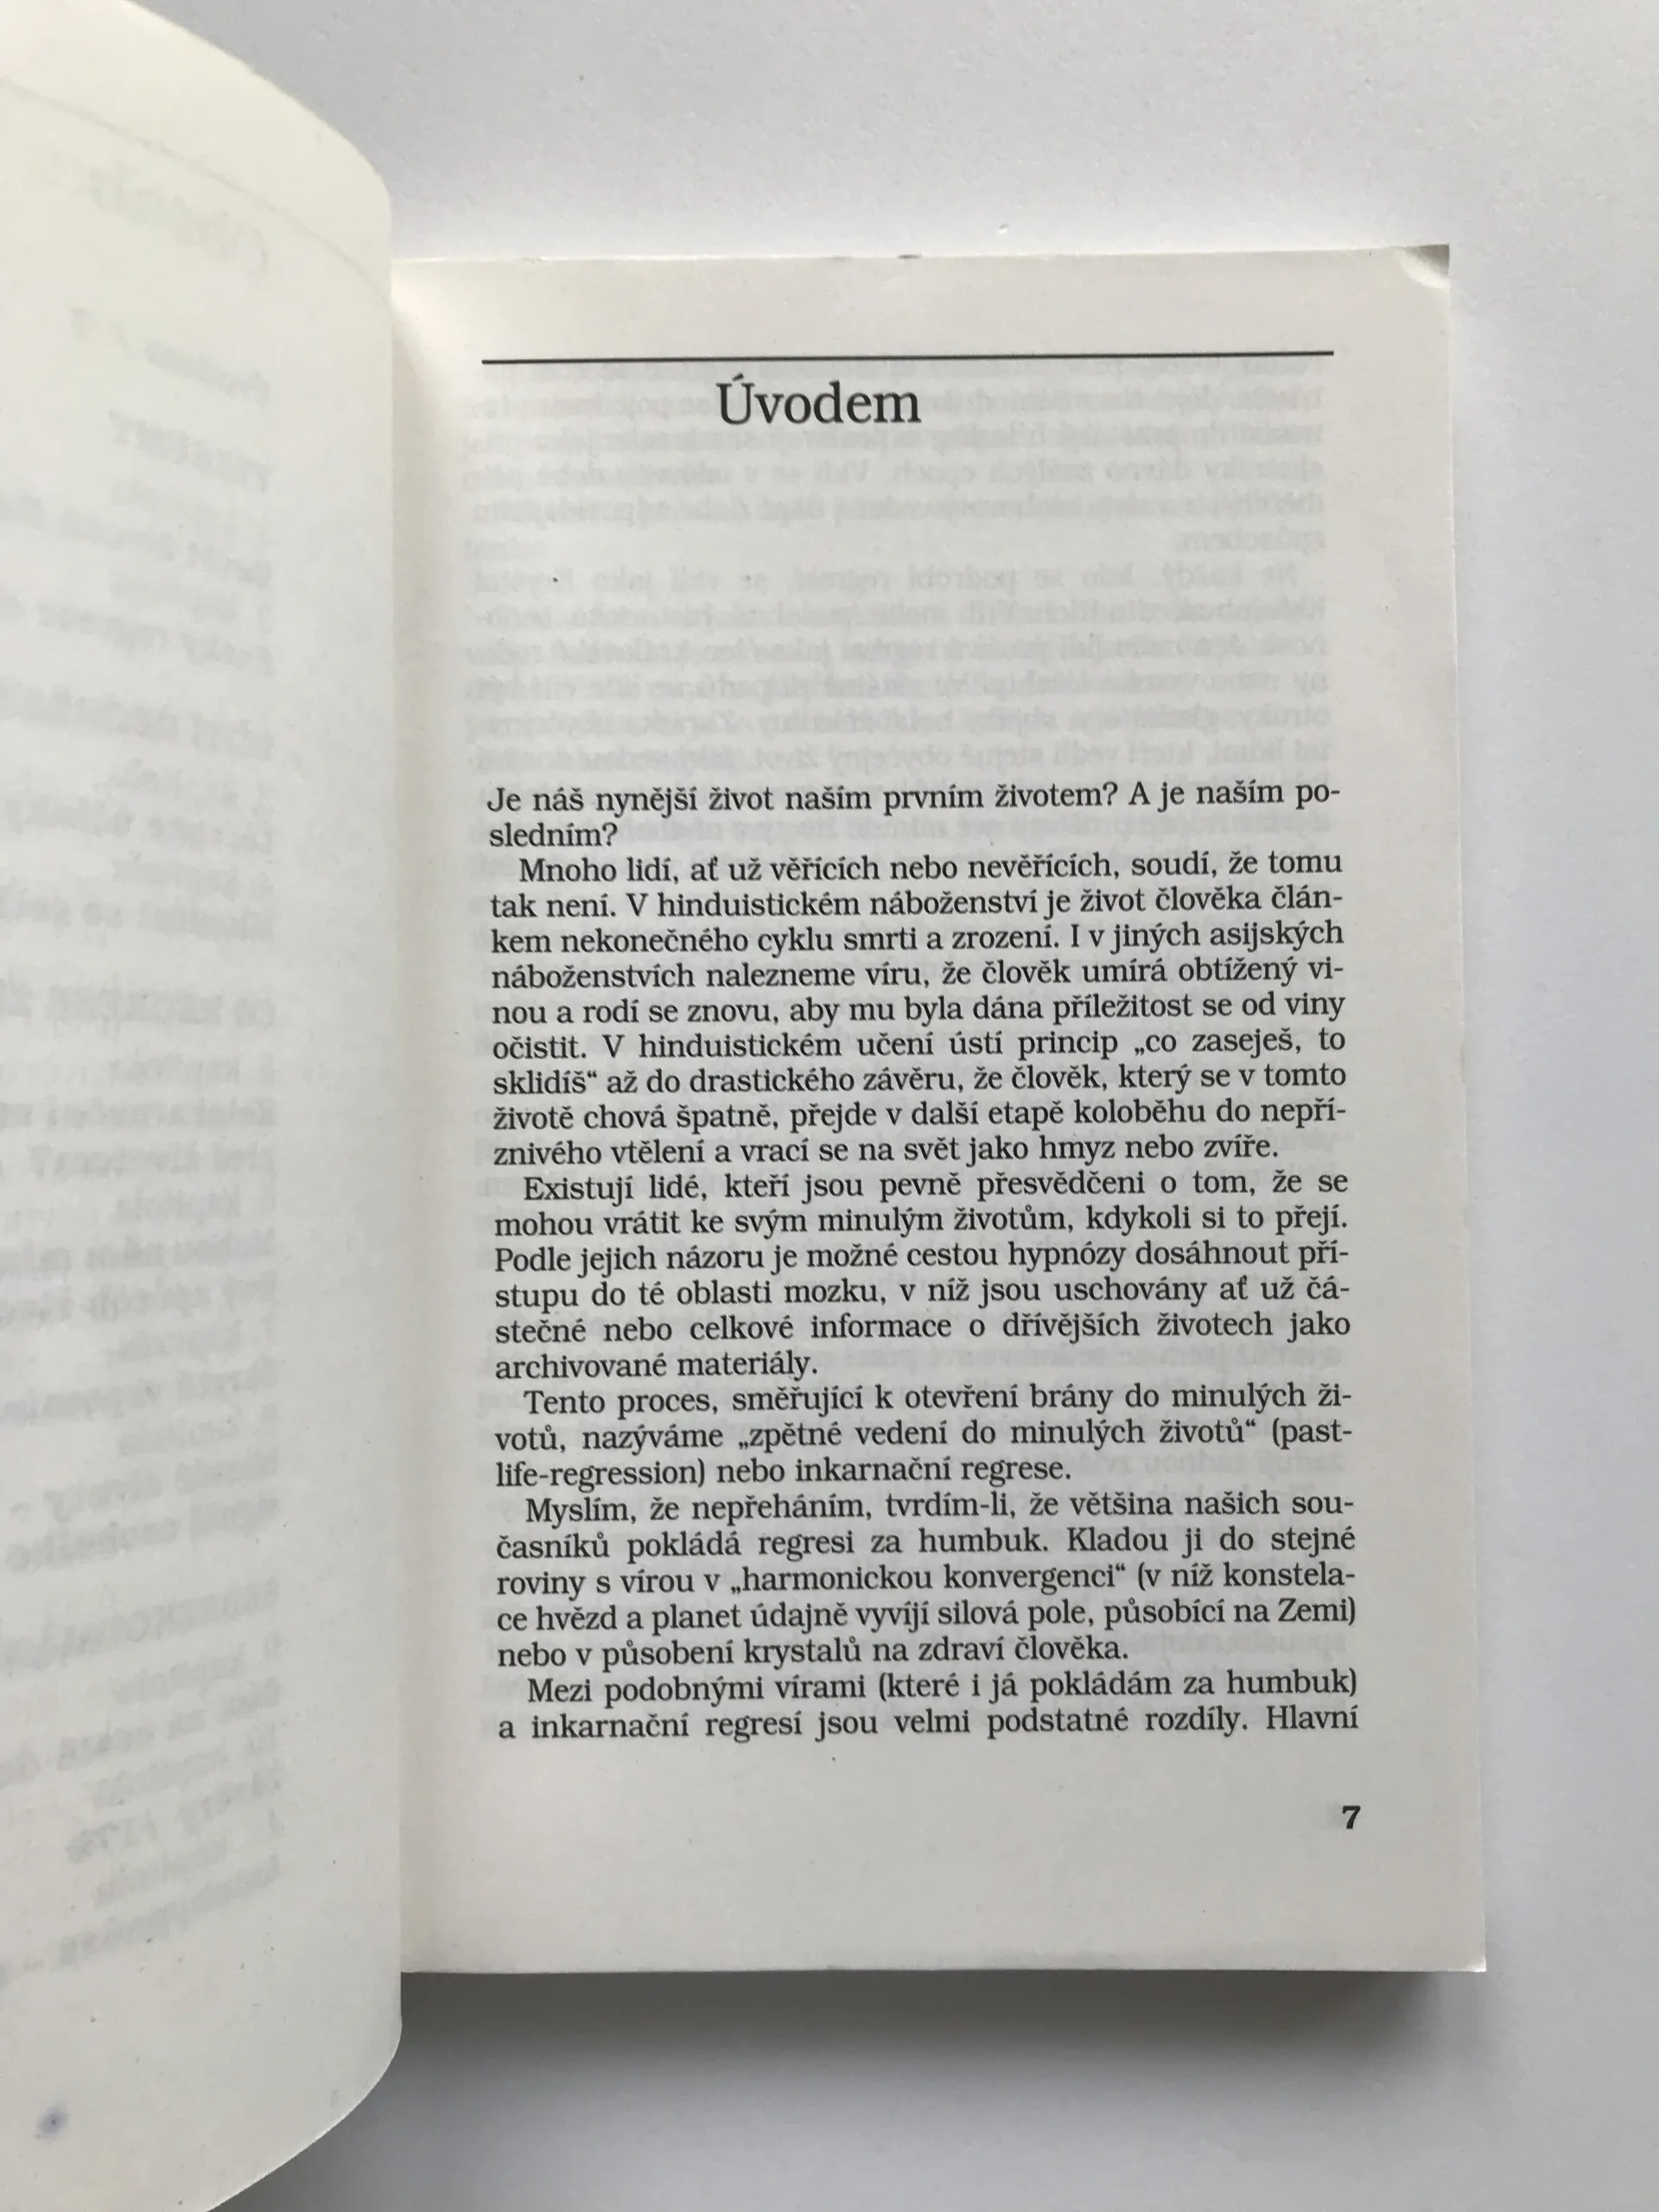 Úvodem
Je náš nynější život naším prvním životem? A je naším po-
sledním?
Mnoho lidí, ať už věřících nebo nevěřících, soudí, že tomu
tak není. V hinduistickém náboženství je život člověka člán-
kem nekonečného cyklu smrti a zrození. I v jiných asijských
náboženstvích nalezneme víru, že člověk umírá obtížený vi-
nou a rodí se znovu, aby mu byla dána příležitost se od viny
očistit. V hinduistickém učení ústí princip „co zaseješ, to
sklidíš“ až do drastického závěru, že člověk, který se v tomto
životě chová špatně, přejde v další etapě koloběhu do nepří-
znivého vtělení a vrací se na svět jako hmyz nebo zvíře.
Existují lidé, kteří jsou pevně přesvědčeni o tom, že se
mohou vrátit ke svým minulým životům, kdykoli si to přejí.
Podle jejich názoru je možné cestou hypnózy dosáhnout pří-
stupu do té oblasti mozku, v níž jsou uschovány ať už čá-
stečné nebo celkové informace o dřívějších životech jako
archivované materiály.
Tento proces, směřující k otevření brány do minulých ži-
votů, nazýváme „zpětné vedení do minulých životů“ (past-
life-regression) nebo inkarnační regrese.
Myslím, že nepřeháním, tvrdím-li, že většina našich sou-
časníků pokládá regresi za humbuk. Kladou ji do stejné
roviny s vírou v „harmonickou konvergenci“ (v níž konstela-
ce hvězd a planet údajně vyvíjí silová pole, působící na Zemi)
nebo v působení krystalů na zdraví člověka.
Mezi podobnými vírami (které i já pokládám za humbuk)
a inkarnační regresí jsou velmi podstatné rozdíly. Hlavní
7